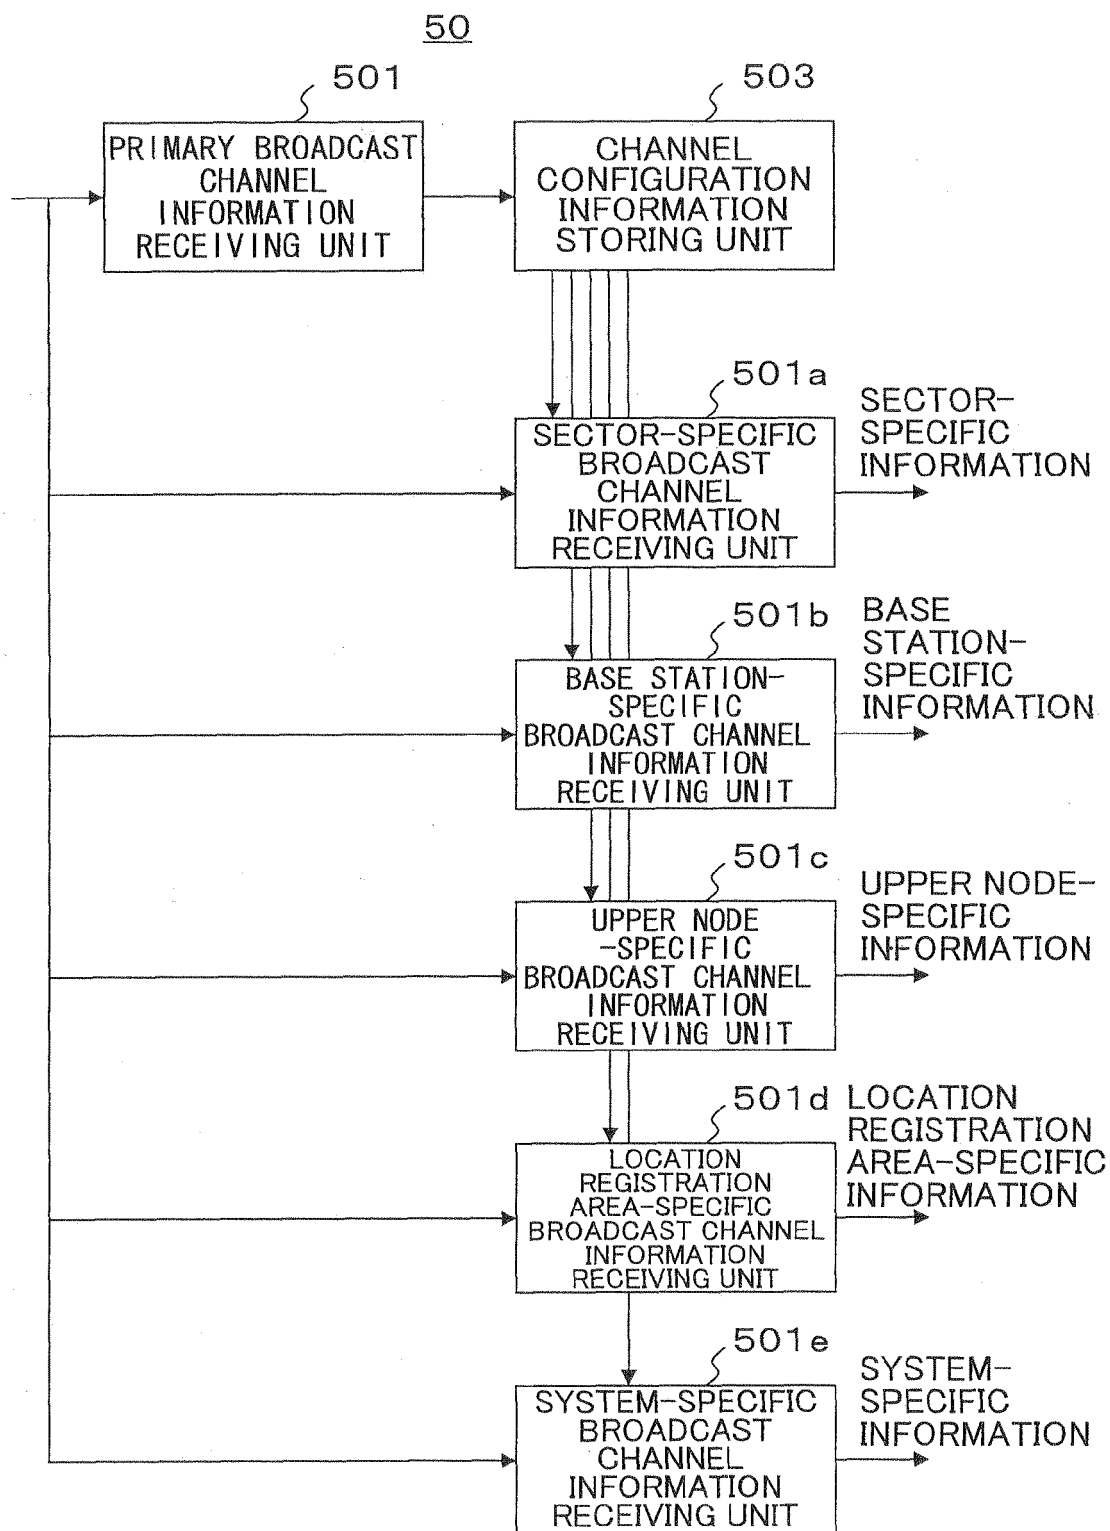 50
501
PRIMARY BROADCAST
CHANNEL
INFORMATION
RECEIVING UNIT
503
CHANNEL
CONFIGURATION
INFORMATION
STORING UNIT
501a
SECTOR-SPECIFIC
BROADCAST
CHANNEL
INFORMATION
RECEIVING UNIT
SECTOR-
SPECIFIC
INFORMATION
501b
BASE STATION-
SPECIFIC
BROADCAST CHANNEL
INFORMATION
RECEIVING UNIT
BASE
STATION-
SPECIFIC
INFORMATION
501c
UPPER NODE
-SPECIFIC
BROADCAST CHANNEL
INFORMATION
RECEIVING UNIT
UPPER NODE-
SPECIFIC
INFORMATION
501d
LOCATION
REGISTRATION
AREA-SPECIFIC
BROADCAST CHANNEL
INFORMATION
RECEIVING UNIT
LOCATION
REGISTRATION
AREA-SPECIFIC
INFORMATION
501e
SYSTEM-SPECIFIC
BROADCAST
CHANNEL
INFORMATION
RECEIVING UNIT
SYSTEM-
SPECIFIC
INFORMATION